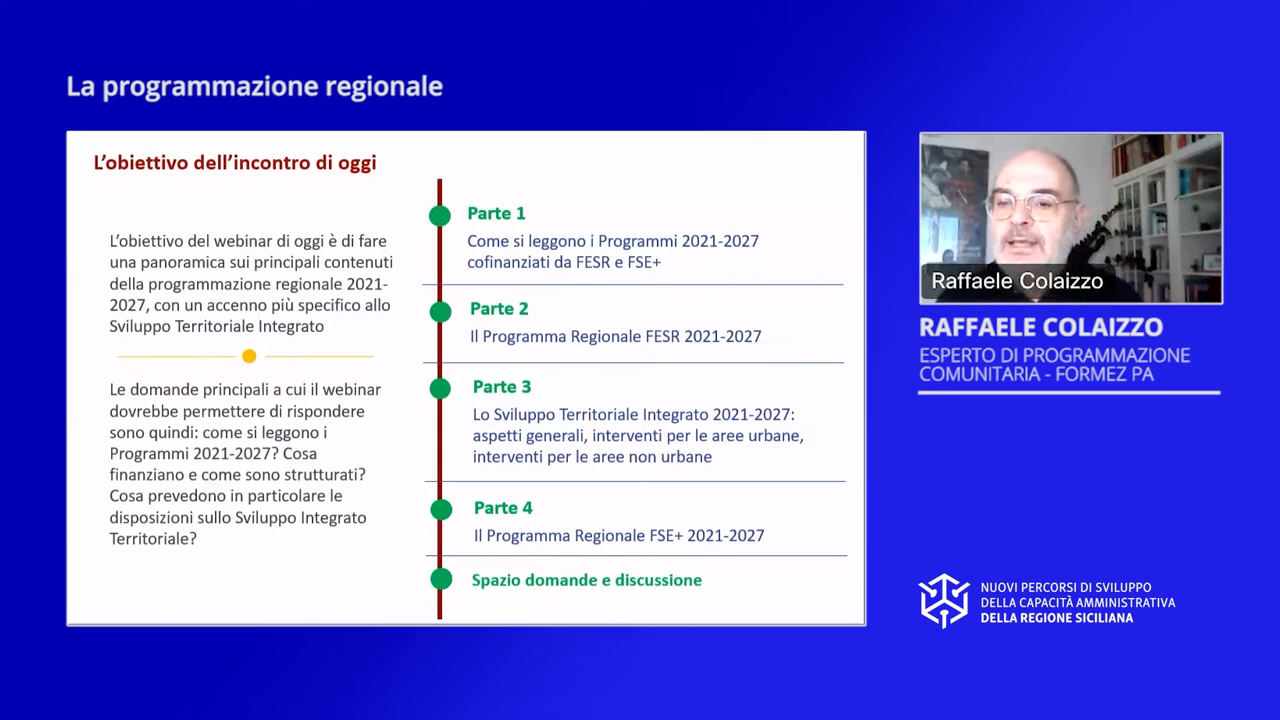 La programmazione regionale
L’obiettivo dell’incontro di oggi
L’obiettivo del webinar di oggi è di fare
una panoramica sui principali contenuti
della programmazione regionale 2021-
2027, con un accenno più specifico allo
Sviluppo Territoriale Integrato
Le domande principali a cui il webinar
dovrebbe permettere di rispondere
sono quindi: come si leggono i
Programmi 2021-2027? Cosa
finanziano e come sono strutturati?
Cosa prevedono in particolare le
disposizioni sullo Sviluppo Integrato
Territoriale?
Parte 1
Come si leggono i Programmi 2021-2027
cofinanziati da FESR e FSE+
Parte 2
Il Programma Regionale FESR 2021-2027
Parte 3
Lo Sviluppo Territoriale Integrato 2021-2027:
aspetti generali, interventi per le aree urbane,
interventi per le aree non urbane
Parte 4
Il Programma Regionale FSE+ 2021-2027
Spazio domande e discussione
Raffaele Colaizzo
RAFFAELE COLAIZZO
ESPERTO DI PROGRAMMAZIONE
COMUNITARIA - FORMEZ PA
NUOVI PERCORSI DI SVILUPPO
DELLA CAPACITÀ AMMINISTRATIVA
DELLA REGIONE SICILIANA